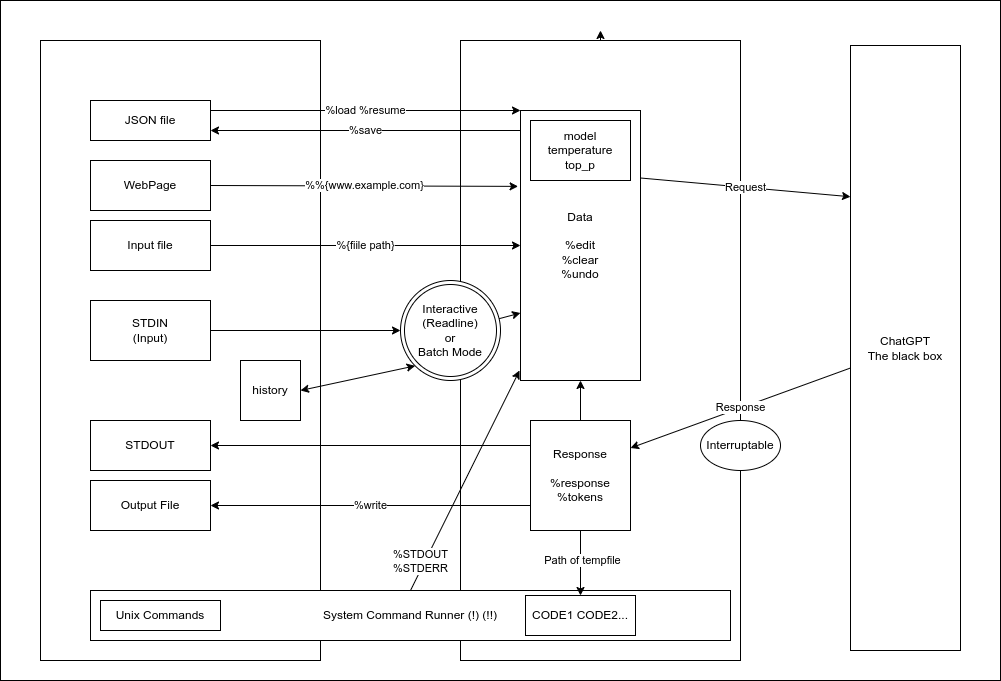 JSON file
%load %resume
%save
model
temperature
top_p
WebPage
%%{www.example.com}
Request
Data
Input file
%{fiile path}
%edit
%clear
%undo
STDIN
(Input)
Interactive
(Readline)
or
Batch Mode
ChatGPT
The black box
history
Response
STDOUT
Interruptable
Response
%response
%tokens
Output File
%write
%STDOUT
%STDERR
Path of tempfile
Unix Commands
System Command Runner (!) (!!)
CODE1 CODE2...